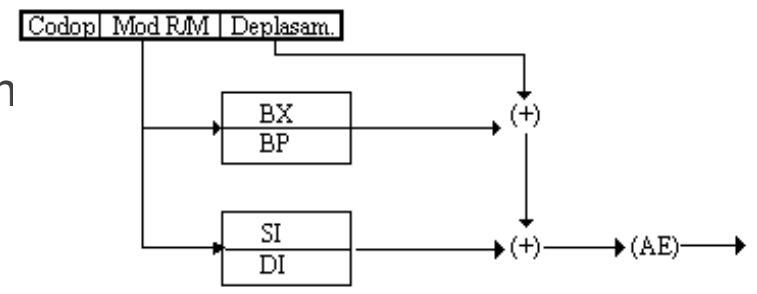 Codop Mod R/M Deplasam.
BX (+)
BP
SI (+) (AE)
DI